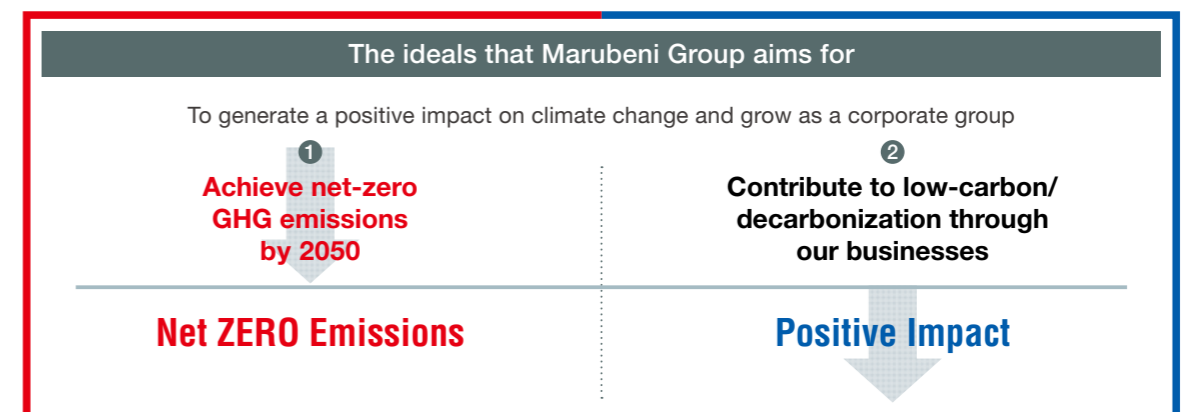 The ideals that Marubeni Group aims for
To generate a positive impact on climate change and grow as a corporate group
❶
Achieve net-zero
GHG emissions
by 2050
Net ZERO Emissions
❷
Contribute to low-carbon/
decarbonization through
our businesses
Positive Impact